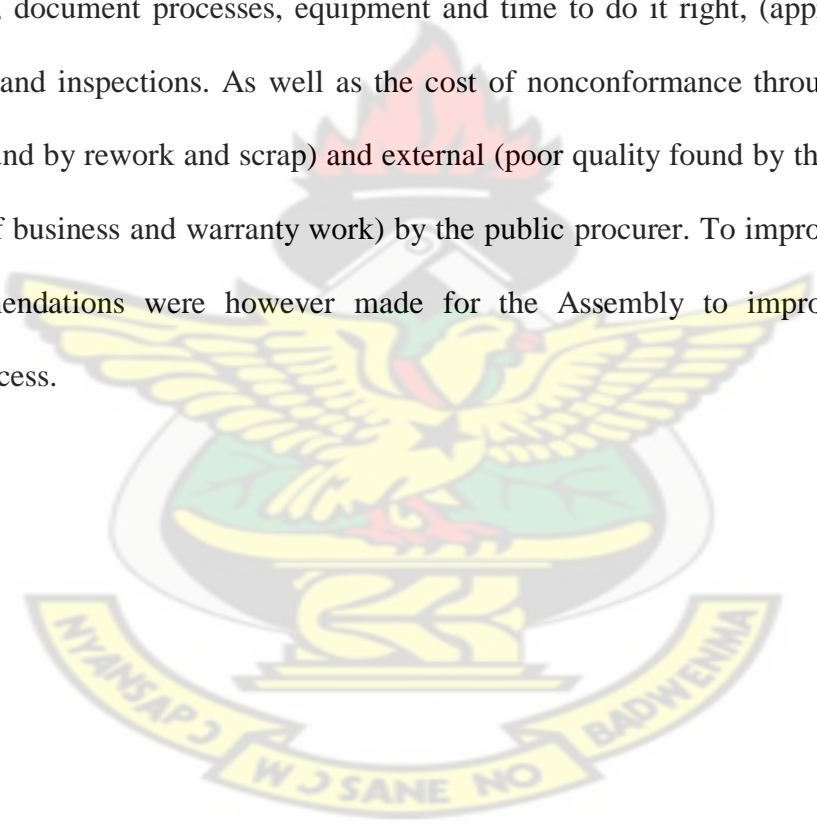 , document processes, equipment and time to do it right, (app
and inspections. As well as the cost of nonconformance throu
und by rework and scrap) and external (poor quality found by th
f business and warranty work) by the public procurer. To impro
endations were however made for the Assembly to impro
cess.
NYANSAPƆ
WƆ SANE NO
BADWENMA